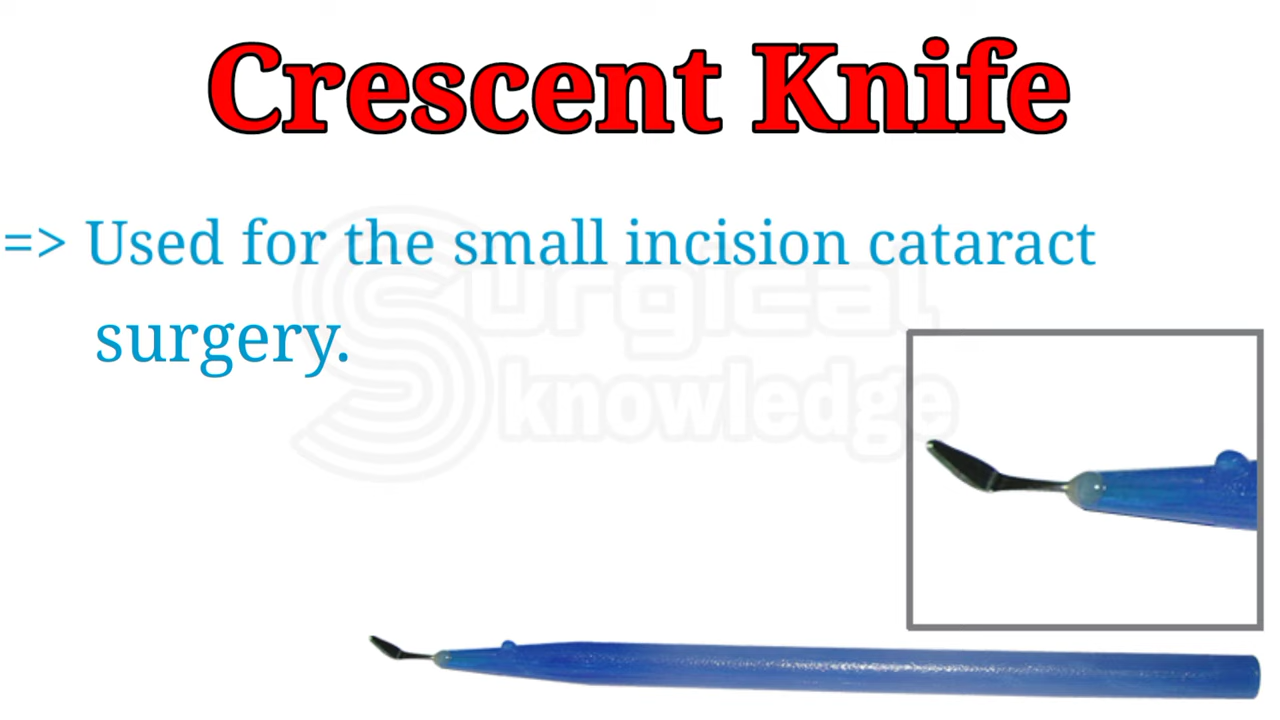 Crescent Knife
=> Used for the small incision cataract
surgery.
Surgical
knowledge